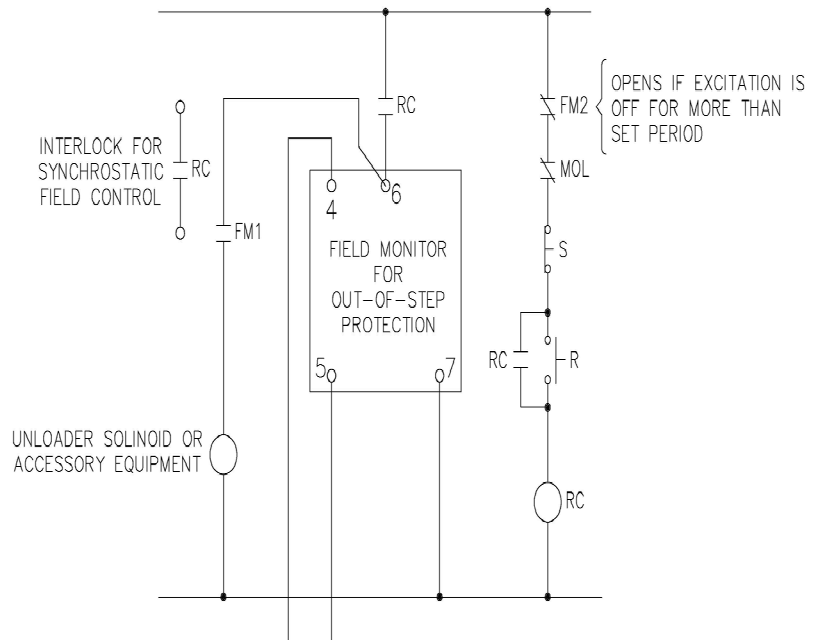 RC
FM2
OPENS IF EXCITATION IS
OFF FOR MORE THAN
SET PERIOD
INTERLOCK FOR
SYNCHROSTATIC
FIELD CONTROL
RC
MOL
4
6
FM1
FIELD MONITOR
FOR
OUT-OF-STEP
PROTECTION
S
5
7
RC
R
UNLOADER SOLINOID OR
ACCESSORY EQUIPMENT
RC